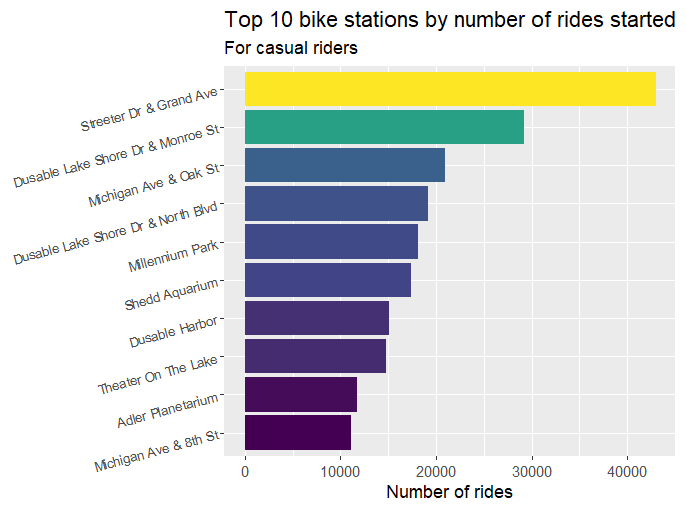 Top 10 bike stations by number of rides started
For casual riders
Streeter Dr & Grand Ave
Dusable Lake Shore Dr & Monroe St
Michigan Ave & Oak St
Dusable Lake Shore Dr & North Blvd
Millennium Park
Shedd Aquarium
Dusable Harbor
Theater On The Lake
Adler Planetarium
Michigan Ave & 8th St
0 10000 20000 30000 40000
Number of rides